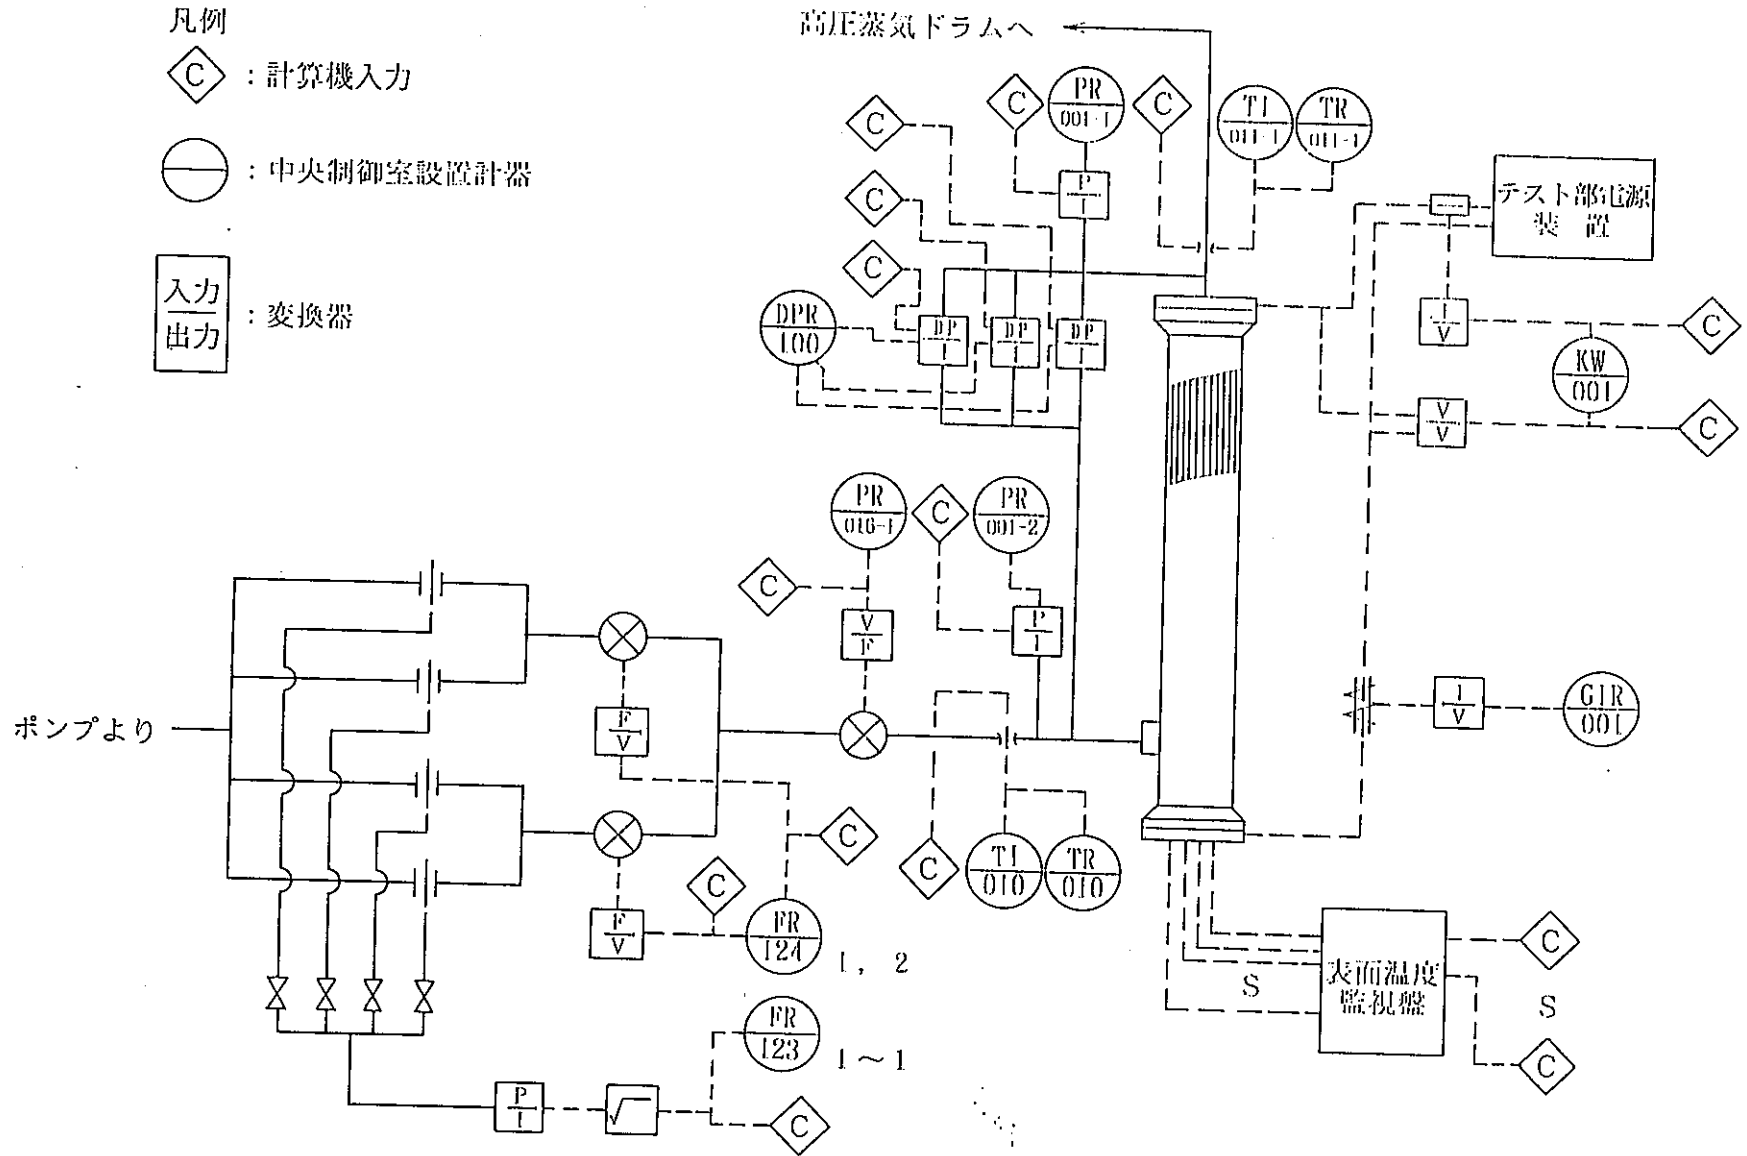 凡例
C : 計算機入力
: 中央制御室設置計器
入力
出力
: 変換器
高圧蒸気ドラムへ
C
C
C
C
PR
001-1
C
TI
011-1
TR
011-1
P
I
DPR
100
DP
I
DP
I
DP
I
テスト部電源
装置
I
V
C
KW
001
V
V
C
PR
016-1
C
PR
001-2
C
V
F
P
I
ポンプより
F
V
I
V
GIR
001
C
C
TI
010
TR
010
C
F
V
FR
124
1, 2
表面温度
監視盤
C
S
S
C
FR
123
1～1
P
I
√
C